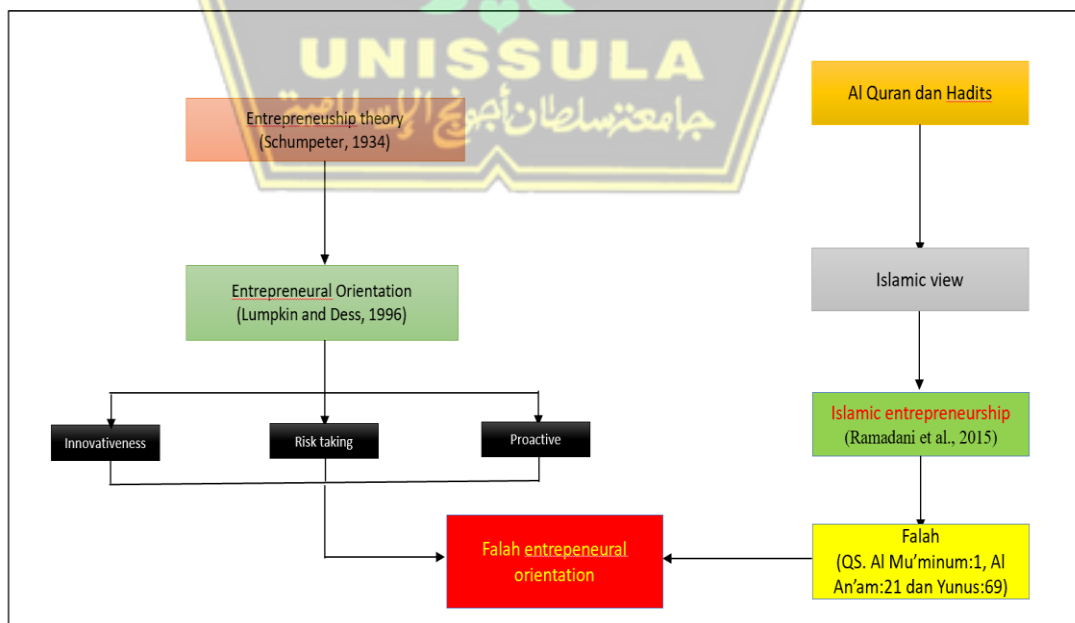 UNISSULA
جامعننسلطان أجونج الإسلامية
Entrepreneuship theory
(Schumpeter, 1934)
Al Quran dan Hadits
Entrepreneural Orientation
(Lumpkin and Dess, 1996)
Islamic view
Innovativeness
Risk taking
Proactive
Islamic entrepreneurship
(Ramadani et al., 2015)
Falah entrepeneural
orientation
Falah
(QS. Al Mu’minum:1, Al
An’am:21 dan Yunus:69)